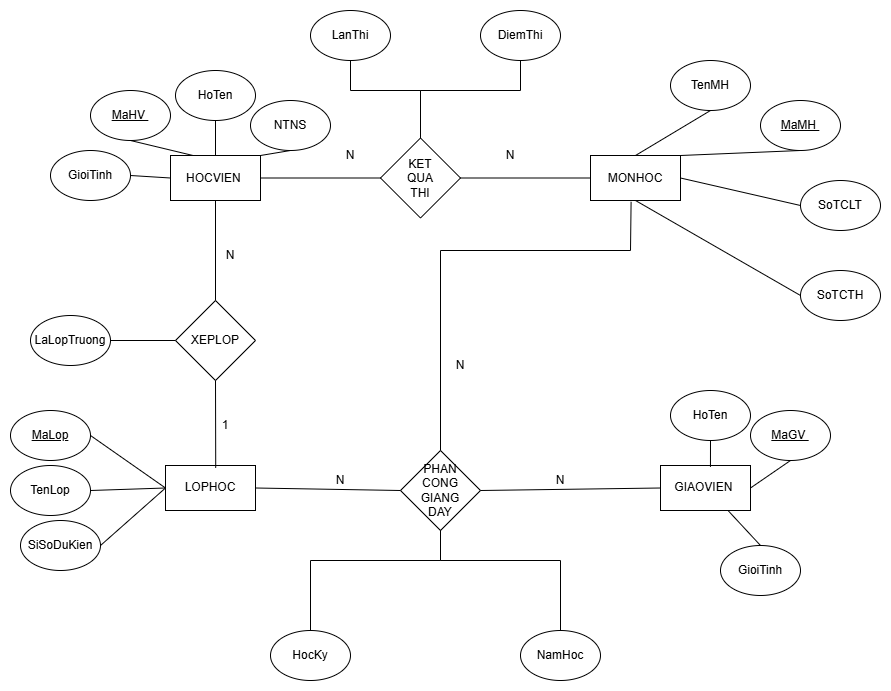 LanThi
DiemThi
HoTen
TenMH
MaHV
NTNS
MaMH
N
N
GioiTinh
HOCVIEN
KET
QUA
THI
MONHOC
SoTCLT
N
SoTCTH
LaLopTruong
XEPLOP
N
HoTen
1
MaLop
MaGV
PHAN
CONG
GIANG
DAY
N
N
TenLop
LOPHOC
GIAOVIEN
SiSoDuKien
GioiTinh
HocKy
NamHoc